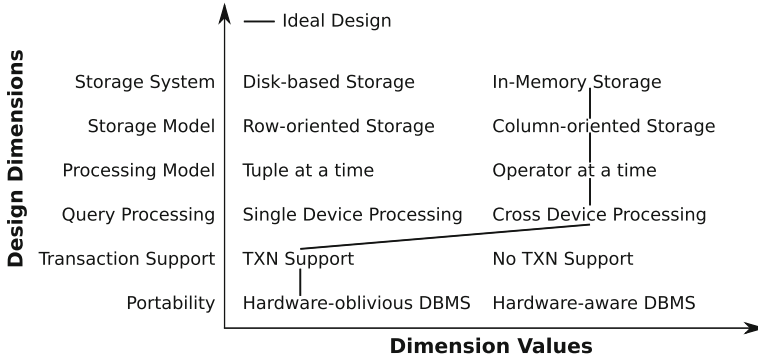 Ideal Design
Design Dimensions
Storage System Disk-based Storage In-Memory Storage
Storage Model Row-oriented Storage Column-oriented Storage
Processing Model Tuple at a time Operator at a time
Query Processing Single Device Processing Cross Device Processing
Transaction Support TXN Support No TXN Support
Portability Hardware-oblivious DBMS Hardware-aware DBMS
Dimension Values